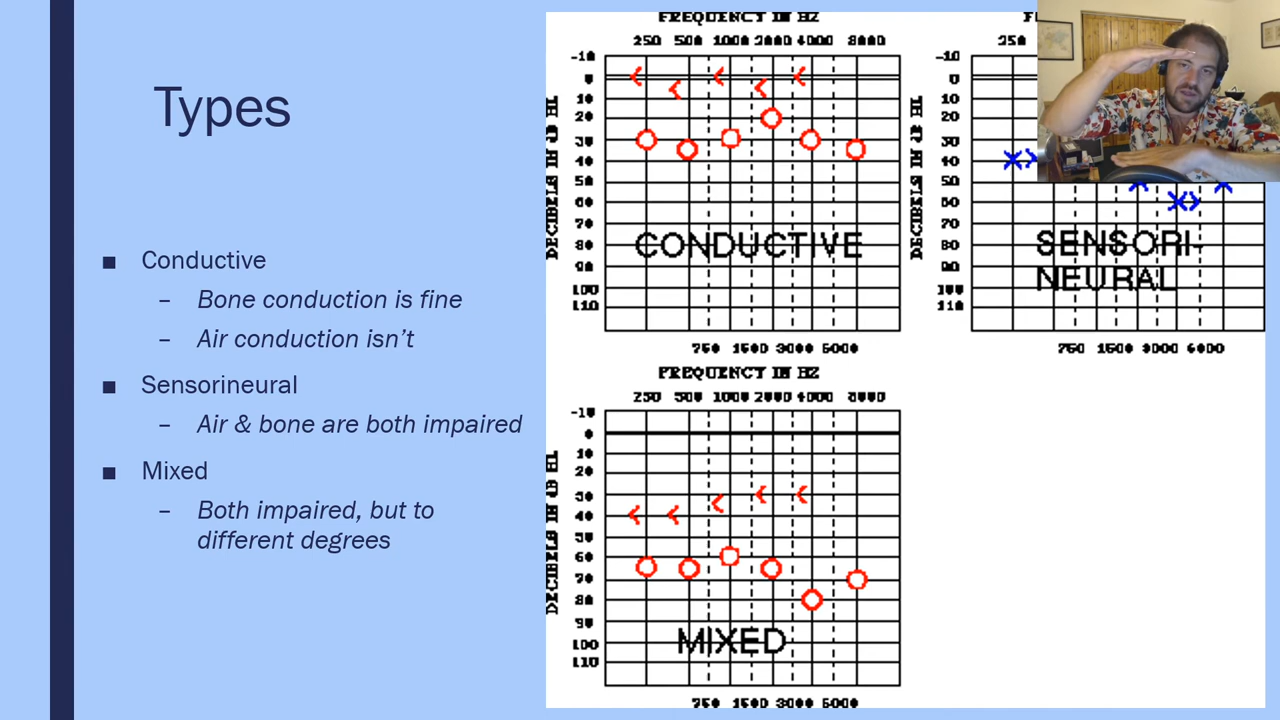 Types
■ Conductive
– Bone conduction is fine
– Air conduction isn't
■ Sensorineural
– Air & bone are both impaired
■ Mixed
– Both impaired, but to
different degrees
FREQUENCY IN HZ
250 500 1000 2000 4000 8000
-10
0
10
20
30
40
50
60
70
80
90
100
110
DECIBELS IN dB HL
CONDUCTIVE
750 1500 3000 6000
250
-10
0
10
20
30
40
50
60
70
80
90
100
110
DECIBELS IN dB HL
SENSORI-
NEURAL
750 1500 3000 6000
FREQUENCY IN HZ
250 500 1000 2000 4000 8000
-10
0
10
20
30
40
50
60
70
80
90
100
110
DECIBELS IN dB HL
MIXED
750 1500 3000 6000